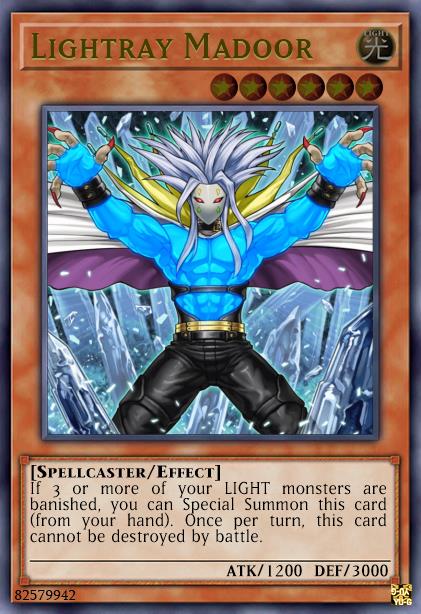 Lightray Madoor
LIGHT
光
[Spellcaster/Effect]
If 3 or more of your LIGHT monsters are
banished, you can Special Summon this card
(from your hand). Once per turn, this card
cannot be destroyed by battle.
ATK/1200 DEF/3000
82579942